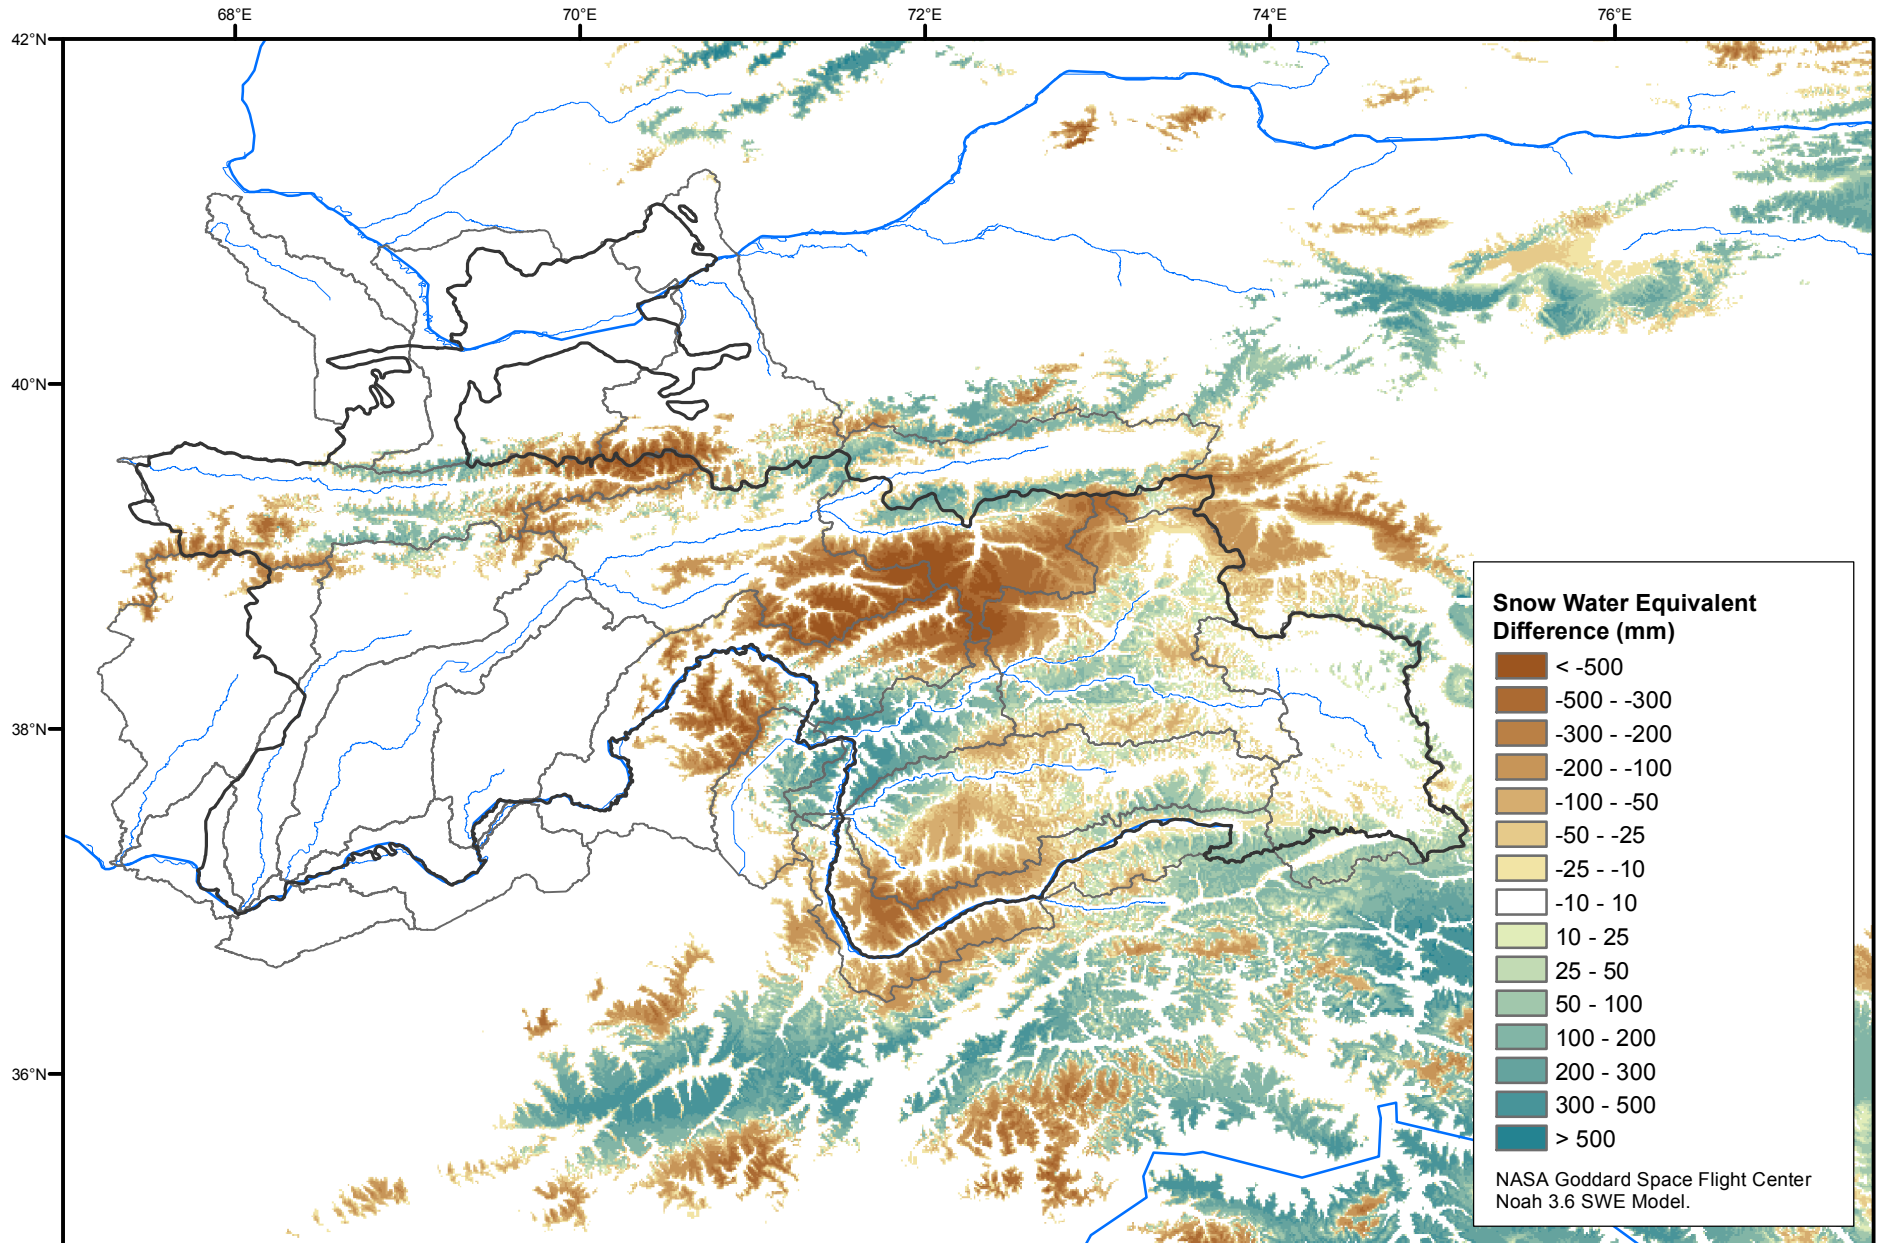 68°E
70°E
72°E
74°E
76°E
42°N
40°N
38°N
36°N
Snow Water Equivalent
Difference (mm)
< -500
-500 - -300
-300 - -200
-200 - -100
-100 - -50
-50 - -25
-25 - -10
-10 - 10
10 - 25
25 - 50
50 - 100
100 - 200
200 - 300
300 - 500
> 500
NASA Goddard Space Flight Center
Noah 3.6 SWE Model.